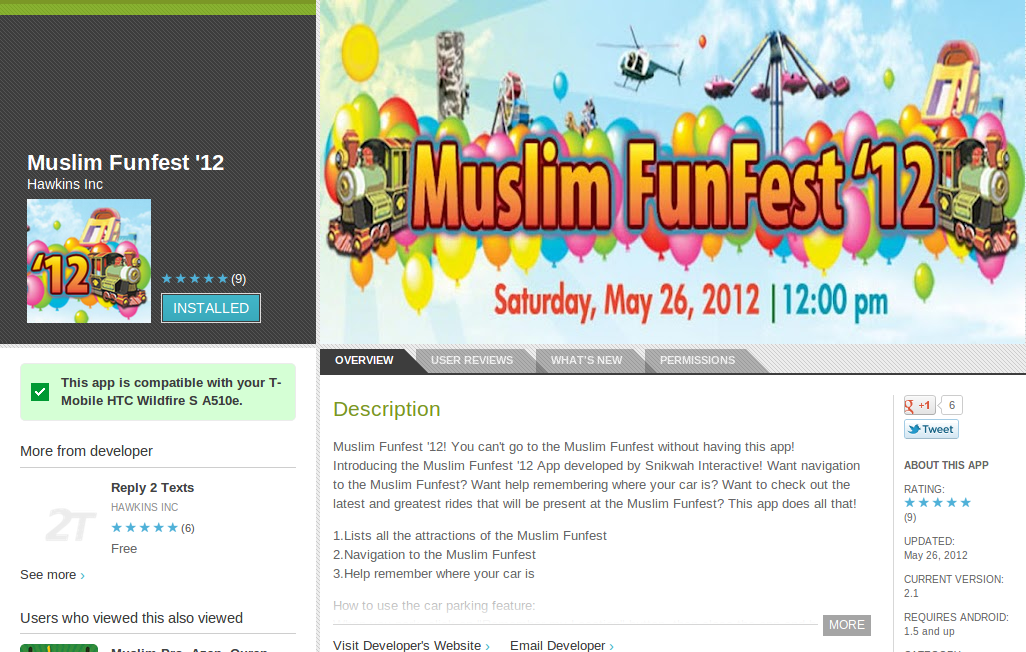 Muslim Funfest '12
Hawkins Inc
'12
(9)
INSTALLED
Muslim FunFest '12
Saturday, May 26, 2012 | 12:00 pm
This app is compatible with your T-
Mobile HTC Wildfire S A510e.
More from developer
2T
Reply 2 Texts
HAWKINS INC
(6)
Free
See more ›
Users who viewed this also viewed
OVERVIEW
USER REVIEWS
WHAT'S NEW
PERMISSIONS
Description
Muslim Funfest '12! You can't go to the Muslim Funfest without having this app!
Introducing the Muslim Funfest '12 App developed by Snikwah Interactive! Want navigation
to the Muslim Funfest? Want help remembering where your car is? Want to check out the
latest and greatest rides that will be present at the Muslim Funfest? This app does all that!
1.Lists all the attractions of the Muslim Funfest
2.Navigation to the Muslim Funfest
3.Help remember where your car is
How to use the car parking feature:
MORE
Visit Developer's Website ›
Email Developer ›
g +1
6
Tweet
ABOUT THIS APP
RATING:
(9)
UPDATED:
May 26, 2012
CURRENT VERSION:
2.1
REQUIRES ANDROID:
1.5 and up